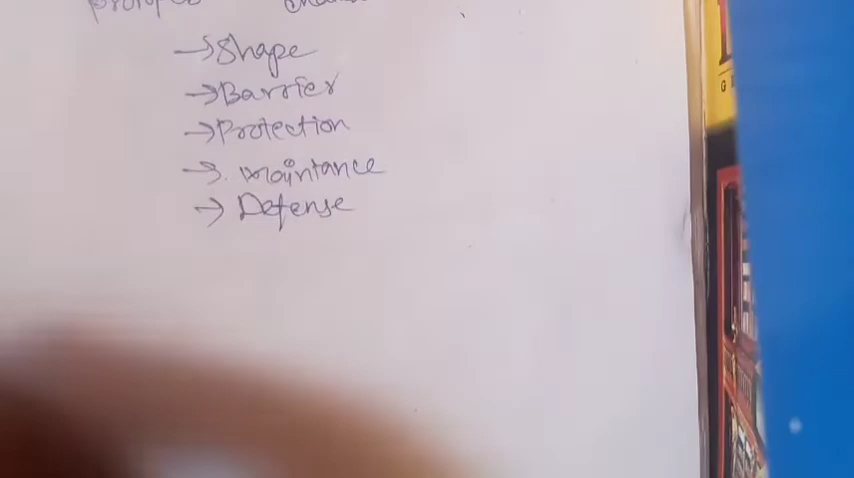 → Shape
→ Barrier
→ Protection
→ maintance
→ Defense